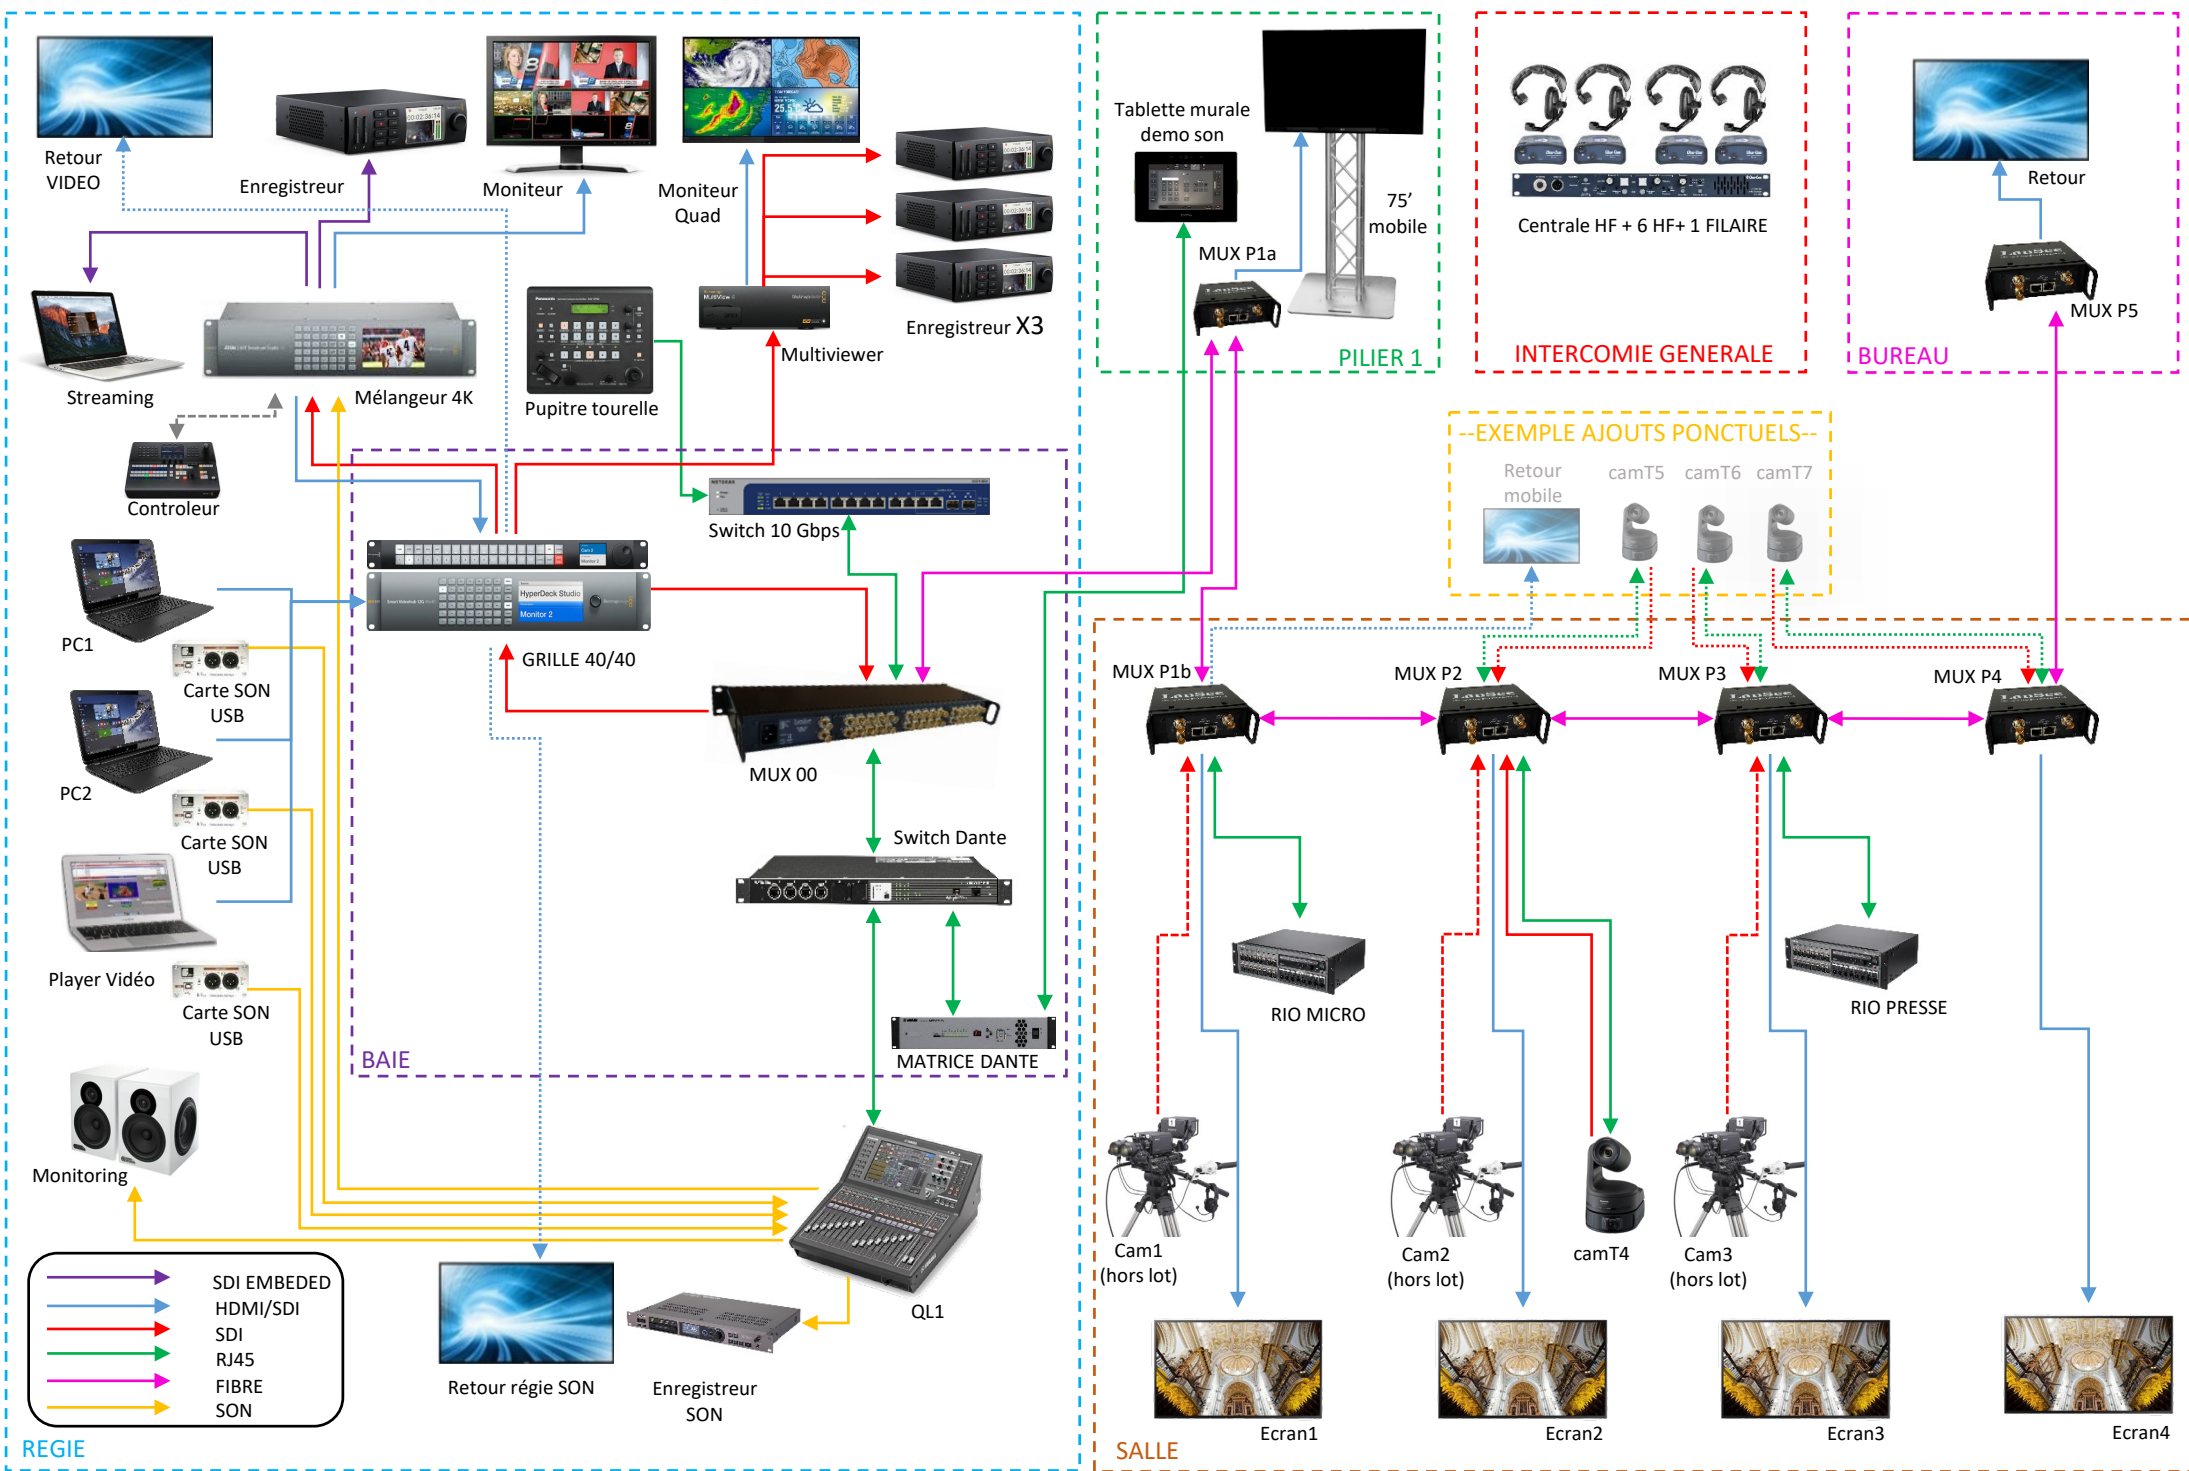 Retour
VIDEO
Enregistreur
Moniteur
Moniteur
Quad
Enregistreur X3
Streaming
Mélangeur 4K
Pupitre tourelle
Multiviewer
Controleur
Switch 10 Gbps
NETGEAR
HyperDeck Studio
Monitor 2
GRILLE 40/40
PC1
Carte SON
USB
PC2
Carte SON
USB
Player Vidéo
Carte SON
USB
MUX 00
Switch Dante
MATRICE DANTE
BAIE
Monitoring
QL1
Retour régie SON
Enregistreur
SON
SDI EMBEDED
HDMI/SDI
SDI
RJ45
FIBRE
SON
REGIE
Tablette murale
demo son
75'
mobile
MUX P1a
PILIER 1
Centrale HF + 6 HF+ 1 FILAIRE
INTERCOMIE GENERALE
Retour
MUX P5
BUREAU
--EXEMPLE AJOUTS PONCTUELS--
Retour
mobile
camT5
camT6
camT7
MUX P1b
MUX P2
MUX P3
MUX P4
RIO MICRO
RIO PRESSE
Cam1
(hors lot)
Cam2
(hors lot)
camT4
Cam3
(hors lot)
Ecran1
Ecran2
Ecran3
Ecran4
SALLE